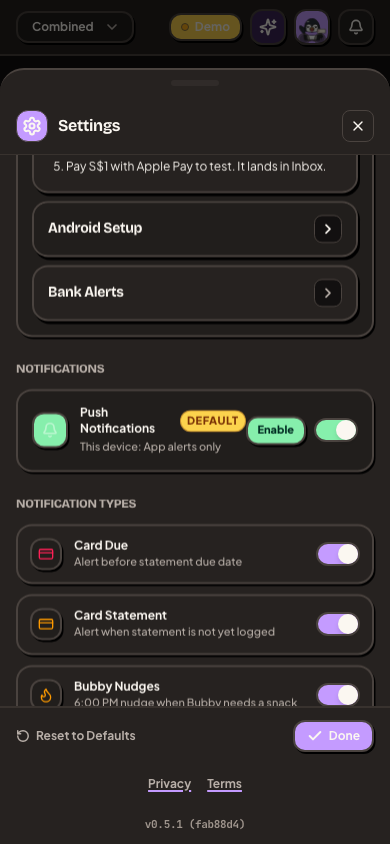 Combined
Demo
Settings
5. Pay S$1 with Apple Pay to test. It lands in Inbox.
Android Setup
Bank Alerts
NOTIFICATIONS
Push
Notifications
DEFAULT
Enable
This device: App alerts only
NOTIFICATION TYPES
Card Due
Alert before statement due date
Card Statement
Alert when statement is not yet logged
Bubby Nudges
6:00 PM nudge when Bubby needs a snack
Reset to Defaults
Done
Privacy
Terms
v0.5.1 (fab88d4)